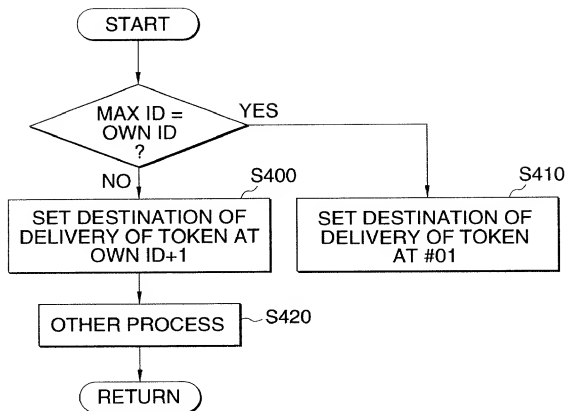 START
MAX ID =
OWN ID
?
YES
NO
S400
SET DESTINATION OF
DELIVERY OF TOKEN AT
OWN ID+1
S410
SET DESTINATION OF
DELIVERY OF TOKEN
AT #01
OTHER PROCESS
S420
RETURN